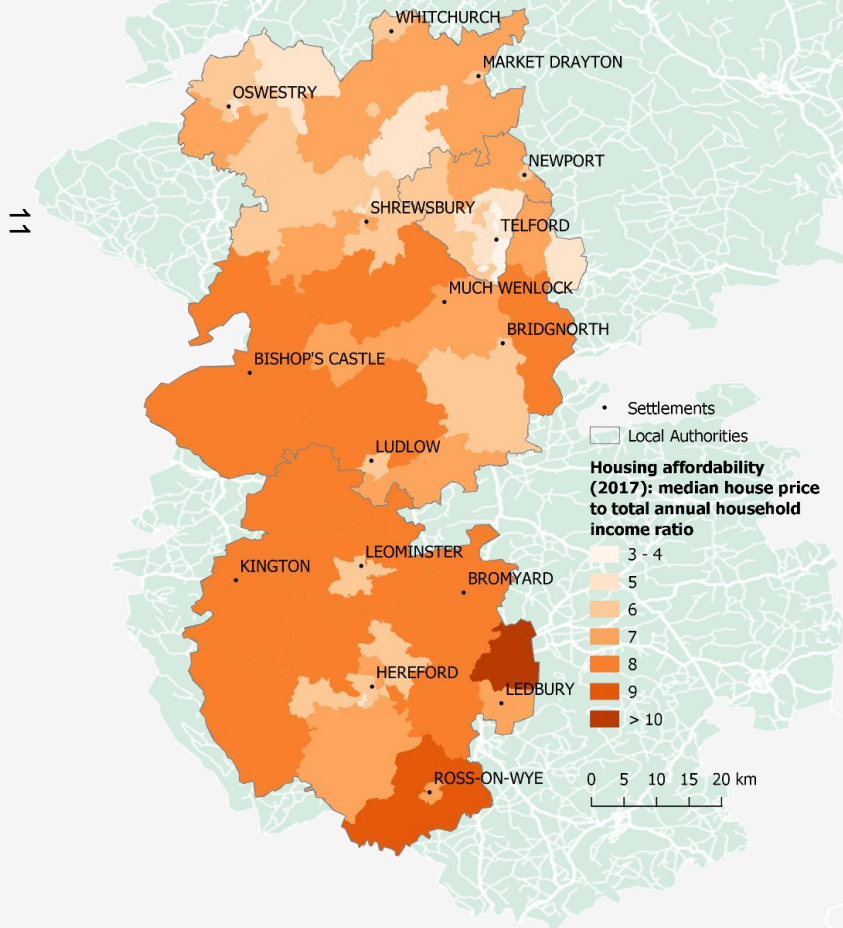 WHITCHURCH
MARKET DRAYTON
OSWESTRY
NEWPORT
11
SHREWSBURY
TELFORD
MUCH WENLOCK
BRIDGNORTH
BISHOP'S CASTLE
LUDLOW
LEOMINSTER
KINGTON
BROMYARD
HEREFORD
LEDBURY
ROSS-ON-WYE
Settlements
Local Authorities
Housing affordability
(2017): median house price
to total annual household
income ratio
3 - 4
5
6
7
8
9
> 10
0 5 10 15 20 km